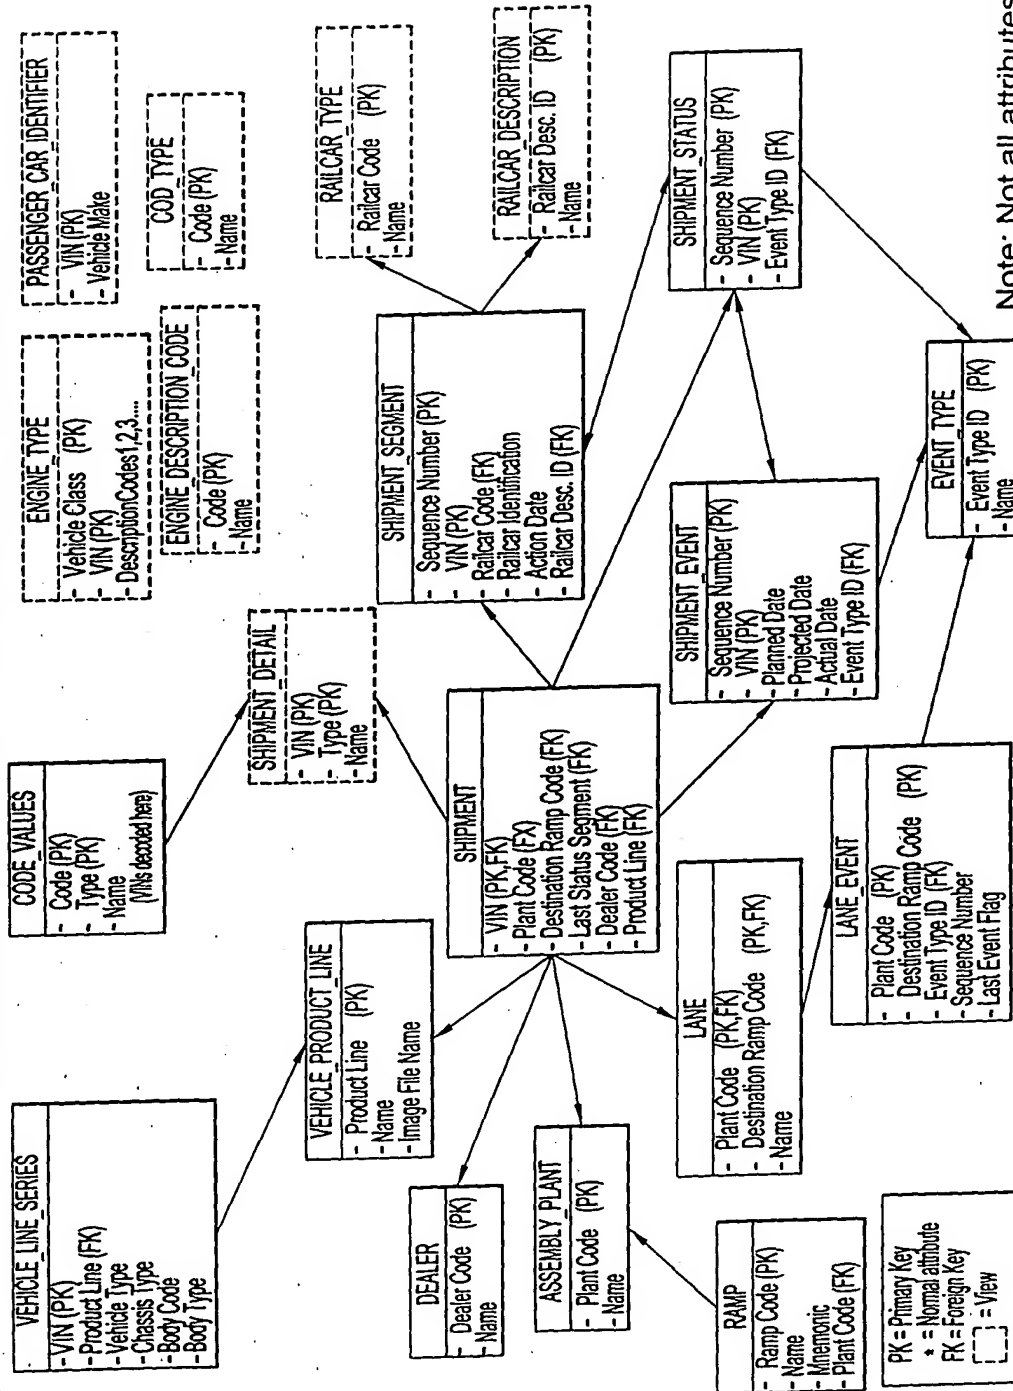 VEHICLE_LINE_SERIES
- VIN (PK)
- Product Line (FK)
- Vehicle Type
- Chassis Type
- Body Code
- Body Type
CODE_VALUES
- Code (PK)
- Type (PK)
- Name
(VINs decoded here)
ENGINE TYPE
- Vehicle Class (PK)
- VIN (PK)
- DescriptionCodes1,2,3.....
PASSENGER_CAR_IDENTIFIER
- VIN (PK)
- Vehicle Make
ENGINE_DESCRIPTION_CODE
- Code (PK)
- Name
COD_TYPE
- Code (PK)
- Name
SHIPMENT_DETAIL
- VIN (PK)
- Type (PK)
- Name
VEHICLE_PRODUCT_LINE
- Product Line (PK)
- Name
- Image File Name
RAILCAR_TYPE
- Railcar Code (PK)
- Name
SHIPMENT_SEGMENT
- Sequence Number (PK)
- VIN (PK)
- Railcar Code (FK)
- Railcar Identification
- Action Date
- Railcar Desc. ID (FK)
DEALER
- Dealer Code (PK)
- Name
SHIPMENT
- VIN (PK,FK)
- Plant Code (FX)
- Destination Ramp Code (FK)
- Last Status Segment (FK)
- Dealer Code (FK)
- Product Line (FK)
RAILCAR_DESCRIPTION
- Railcar Desc. ID (PK)
- Name
ASSEMBLY_PLANT
- Plant Code (PK)
- Name
LANE
- Plant Code (PK,FK)
- Destination Ramp Code (PK,FK)
- Name
SHIPMENT_EVENT
- Sequence Number (PK)
- VIN (PK)
- Planned Date
- Projected Date
- Actual Date
- Event Type ID (FK)
SHIPMENT_STATUS
- Sequence Number (PK)
- VIN (PK)
- Event Type ID (FK)
RAMP
- Ramp Code (PK)
- Name
- Mnemonic
- Plant Code (FK)
LANE_EVENT
- Plant Code (PK)
- Destination Ramp Code (PK)
- Event Type ID (FK)
- Sequence Number
- Last Event Flag
EVENT_TYPE
- Event Type ID (PK)
- Name
PK = Primary Key
* = Normal attribute
FK = Foreign Key
= View
Note: Not all attributes